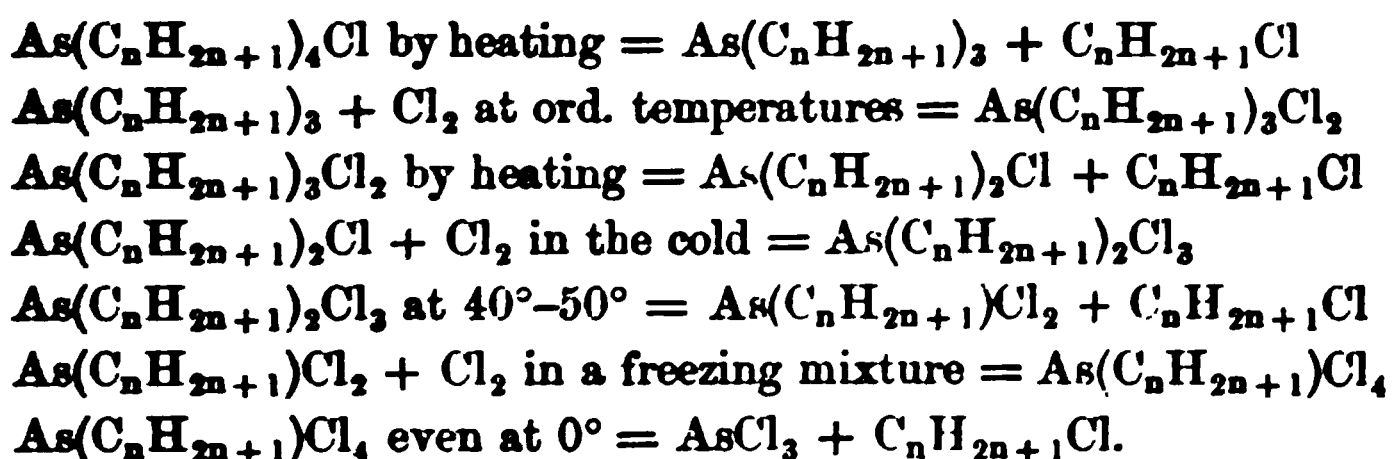 As(CₙH₂ₙ₊₁)₄Cl by heating = As(CₙH₂ₙ₊₁)₃ + CₙH₂ₙ₊₁Cl
As(CₙH₂ₙ₊₁)₃ + Cl₂ at ord. temperatures = As(CₙH₂ₙ₊₁)₃Cl₂
As(CₙH₂ₙ₊₁)₃Cl₂ by heating = As(CₙH₂ₙ₊₁)₂Cl + CₙH₂ₙ₊₁Cl
As(CₙH₂ₙ₊₁)₂Cl + Cl₂ in the cold = As(CₙH₂ₙ₊₁)₂Cl₃
As(CₙH₂ₙ₊₁)₂Cl₃ at 40°–50° = As(CₙH₂ₙ₊₁)Cl₂ + CₙH₂ₙ₊₁Cl
As(CₙH₂ₙ₊₁)Cl₂ + Cl₂ in a freezing mixture = As(CₙH₂ₙ₊₁)Cl₄
As(CₙH₂ₙ₊₁)Cl₄ even at 0° = AsCl₃ + CₙH₂ₙ₊₁Cl.